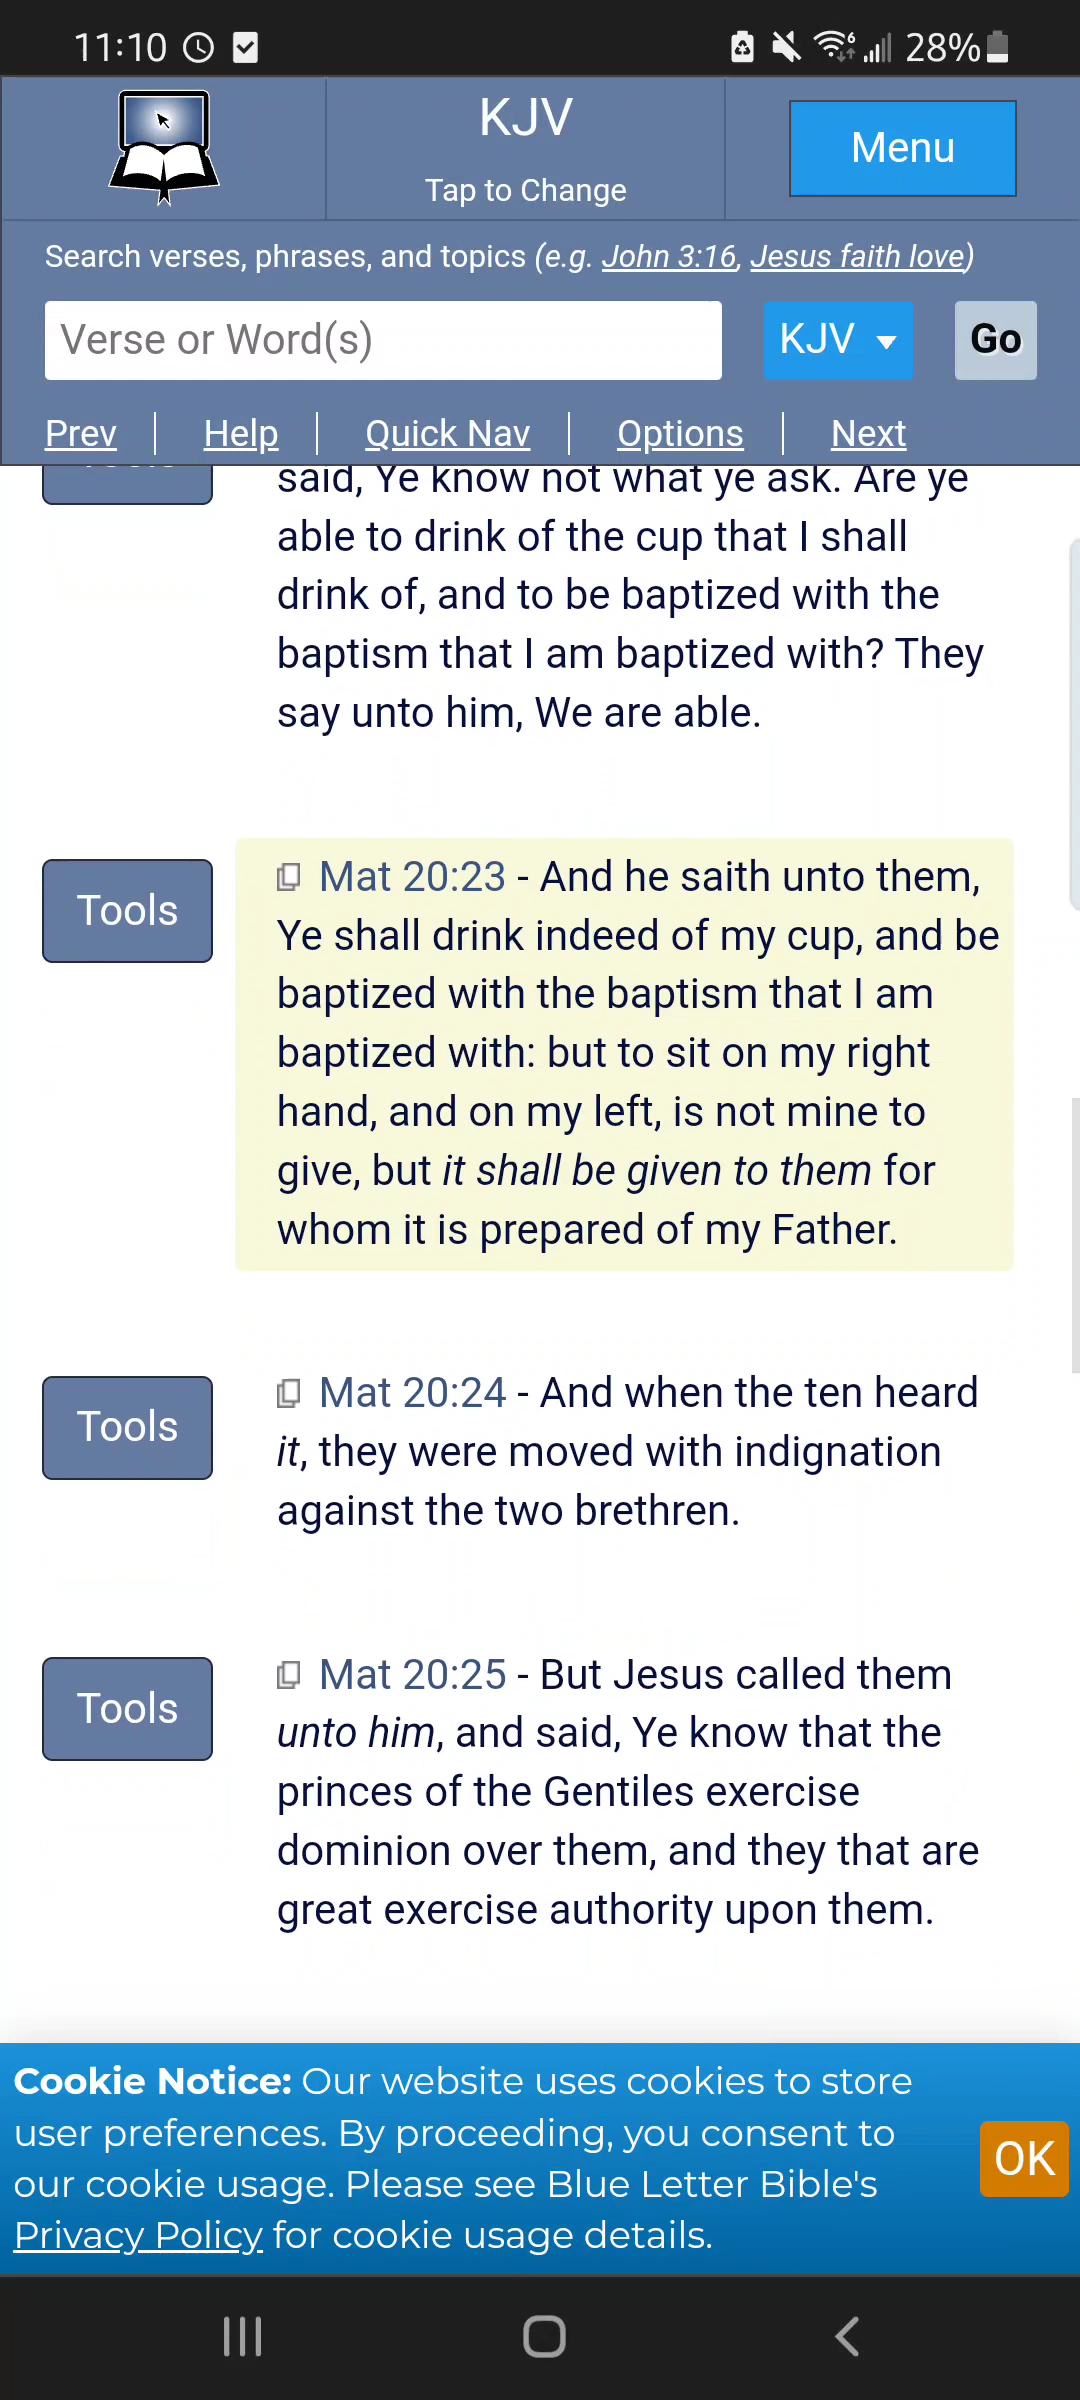 11:10 28%
KJV
Tap to Change
Menu
Search verses, phrases, and topics (e.g. John 3:16, Jesus faith love)
Verse or Word(s)
KJV
Go
Prev | Help | Quick Nav | Options | Next
said, Ye know not what ye ask. Are ye
able to drink of the cup that I shall
drink of, and to be baptized with the
baptism that I am baptized with? They
say unto him, We are able.
Tools
Mat 20:23 - And he saith unto them,
Ye shall drink indeed of my cup, and be
baptized with the baptism that I am
baptized with: but to sit on my right
hand, and on my left, is not mine to
give, but it shall be given to them for
whom it is prepared of my Father.
Tools
Mat 20:24 - And when the ten heard
it, they were moved with indignation
against the two brethren.
Tools
Mat 20:25 - But Jesus called them
unto him, and said, Ye know that the
princes of the Gentiles exercise
dominion over them, and they that are
great exercise authority upon them.
Cookie Notice: Our website uses cookies to store
user preferences. By proceeding, you consent to
our cookie usage. Please see Blue Letter Bible's
Privacy Policy for cookie usage details.
OK